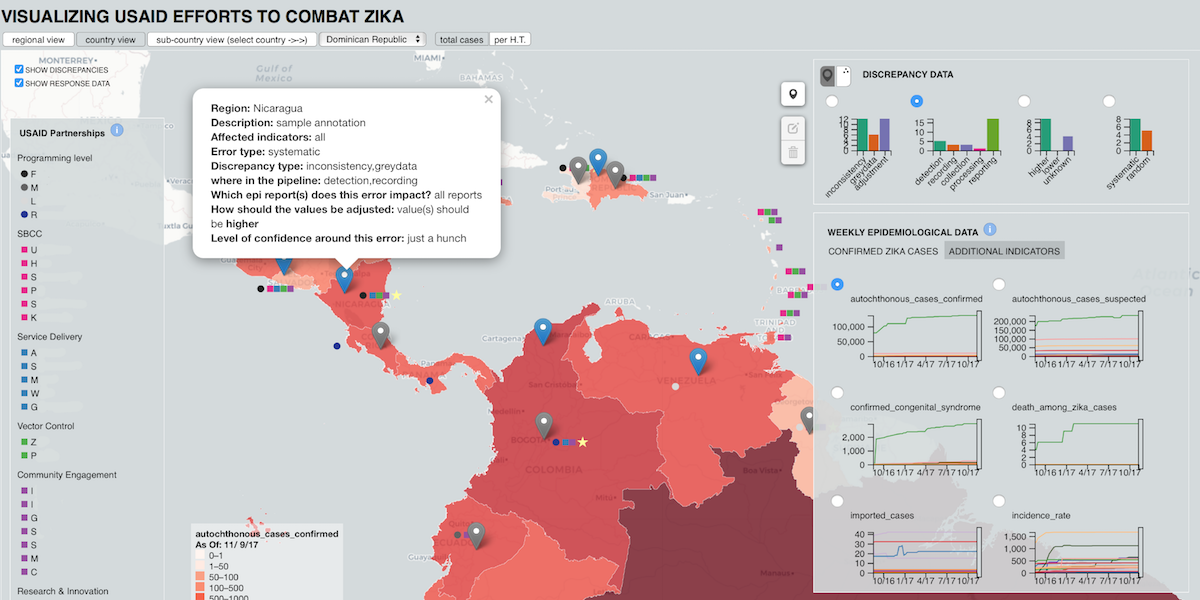 VISUALIZING USAID EFFORTS TO COMBAT ZIKA
regional view
country view
sub-country view (select country ->->)
Dominican Republic
total cases
per H.T.
MONTERREY
SHOW DISCREPANCIES
SHOW RESPONSE DATA
Gulf of
Mexico
MIAMI
BAHAMAS
USAID Partnerships
Programming level
F
M
L
R
SBCC
U
H
S
P
S
K
Service Delivery
A
S
M
W
G
Vector Control
Z
P
Community Engagement
I
I
G
S
S
M
C
Research & Innovation
Region: Nicaragua
Description: sample annotation
Affected indicators: all
Error type: systematic
Discrepancy type: inconsistency,greydata
where in the pipeline: detection,recording
Which epi report(s) does this error impact? all reports
How should the values be adjusted: value(s) should
be higher
Level of confidence around this error: just a hunch
Port-au
Prince
San Juan
NICARAGUA
PANAMA
ARUBA
Cartagena
CARACAS
VENEZUELA
TRINIDAD
AND
San Cristóbal
Medellín
BOGOTÁ
COLOMBIA
Boa Vista
Mitú
Quito
ECUADOR
Guayaquil
Manaus
Atlantic
autochthonous_cases_confirmed
As Of: 11/ 9/17
0–1
1–50
50–100
100–500
500–1000
DISCREPANCY DATA
12
10
8
6
4
2
0
inconsistency
greydata
adjustment
15
10
5
0
detection
recording
collection
processing
reporting
8
6
4
2
0
higher
lower
unknown
8
6
4
2
0
systematic
random
WEEKLY EPIDEMIOLOGICAL DATA
CONFIRMED ZIKA CASES
ADDITIONAL INDICATORS
autochthonous_cases_confirmed
100,000
50,000
0
10/16 1/17 4/17 7/17 10/17
autochthonous_cases_suspected
200,000
150,000
100,000
50,000
0
10/16 1/17 4/17 7/17 10/17
confirmed_congenital_syndrome
2,000
1,000
0
10/16 1/17 4/17 7/17 10/17
death_among_zika_cases
10
8
6
4
2
0
10/16 1/17 4/17 7/17 10/17
imported_cases
40
30
20
10
0
10/16 1/17 4/17 7/17 10/17
incidence_rate
1,500
1,000
500
0
10/16 1/17 4/17 7/17 10/17